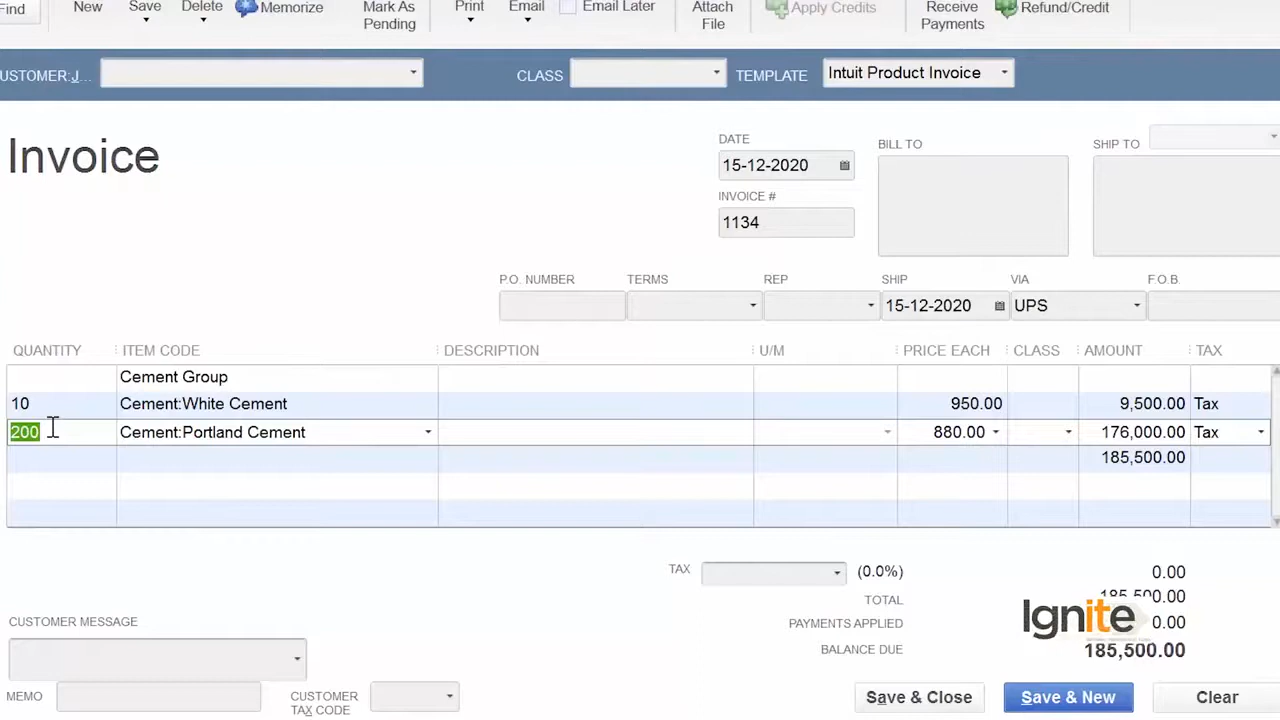 Find New Save Delete Memorize Mark As Pending Print Email Email Later Attach File Apply Credits Receive Payments Refund/Credit
USTOMER:J... CLASS TEMPLATE Intuit Product Invoice
Invoice
DATE
15-12-2020
INVOICE #
1134
BILL TO
SHIP TO
P.O. NUMBER TERMS REP SHIP VIA F.O.B.
15-12-2020 UPS
QUANTITY ITEM CODE DESCRIPTION U/M PRICE EACH CLASS AMOUNT TAX
Cement Group
10 Cement:White Cement 950.00 9,500.00 Tax
200 Cement:Portland Cement 880.00 176,000.00 Tax
185,500.00
TAX (0.0%) 0.00
TOTAL 185,500.00
PAYMENTS APPLIED 0.00
BALANCE DUE 185,500.00
Ignite
CUSTOMER MESSAGE
MEMO
CUSTOMER TAX CODE
Save & Close Save & New Clear